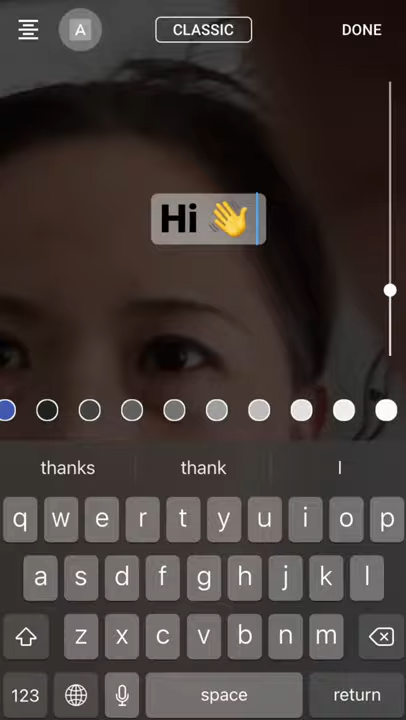 A CLASSIC DONE
Hi 👋
thanks thank I
q w e r t y u i o p
a s d f g h j k l
z x c v b n m
123 space return